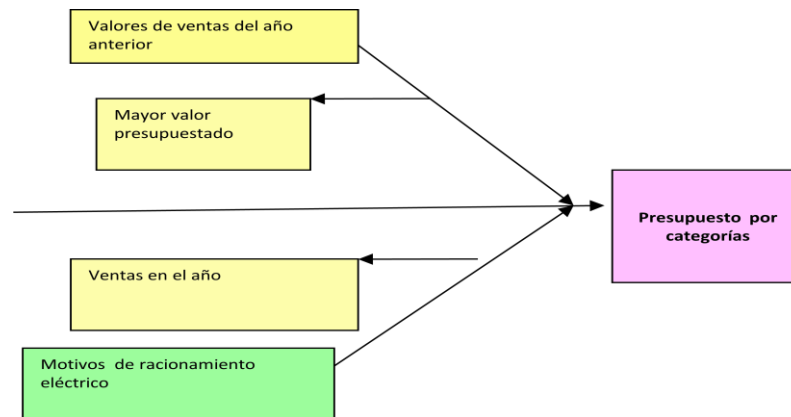 Valores de ventas del año
anterior
Mayor valor
presupuestado
Presupuesto por
categorías
Ventas en el año
Motivos de racionamiento
eléctrico